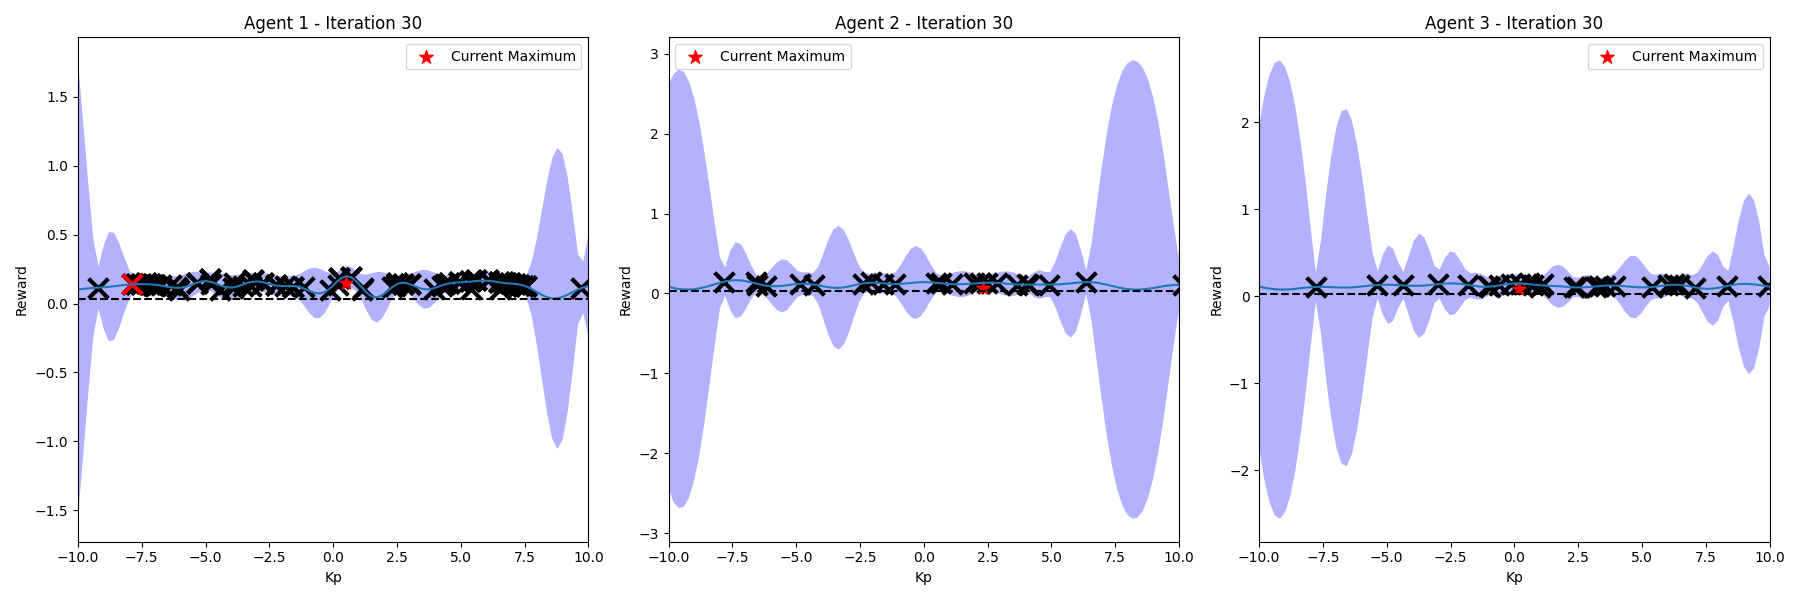 Agent 1 - Iteration 30
Current Maximum
Reward
1.5
1.0
0.5
0.0
−0.5
−1.0
−1.5
−10.0 −7.5 −5.0 −2.5 0.0 2.5 5.0 7.5 10.0
Kp
Agent 2 - Iteration 30
Current Maximum
Reward
3
2
1
0
−1
−2
−3
−10.0 −7.5 −5.0 −2.5 0.0 2.5 5.0 7.5 10.0
Kp
Agent 3 - Iteration 30
Current Maximum
Reward
2
1
0
−1
−2
−10.0 −7.5 −5.0 −2.5 0.0 2.5 5.0 7.5 10.0
Kp